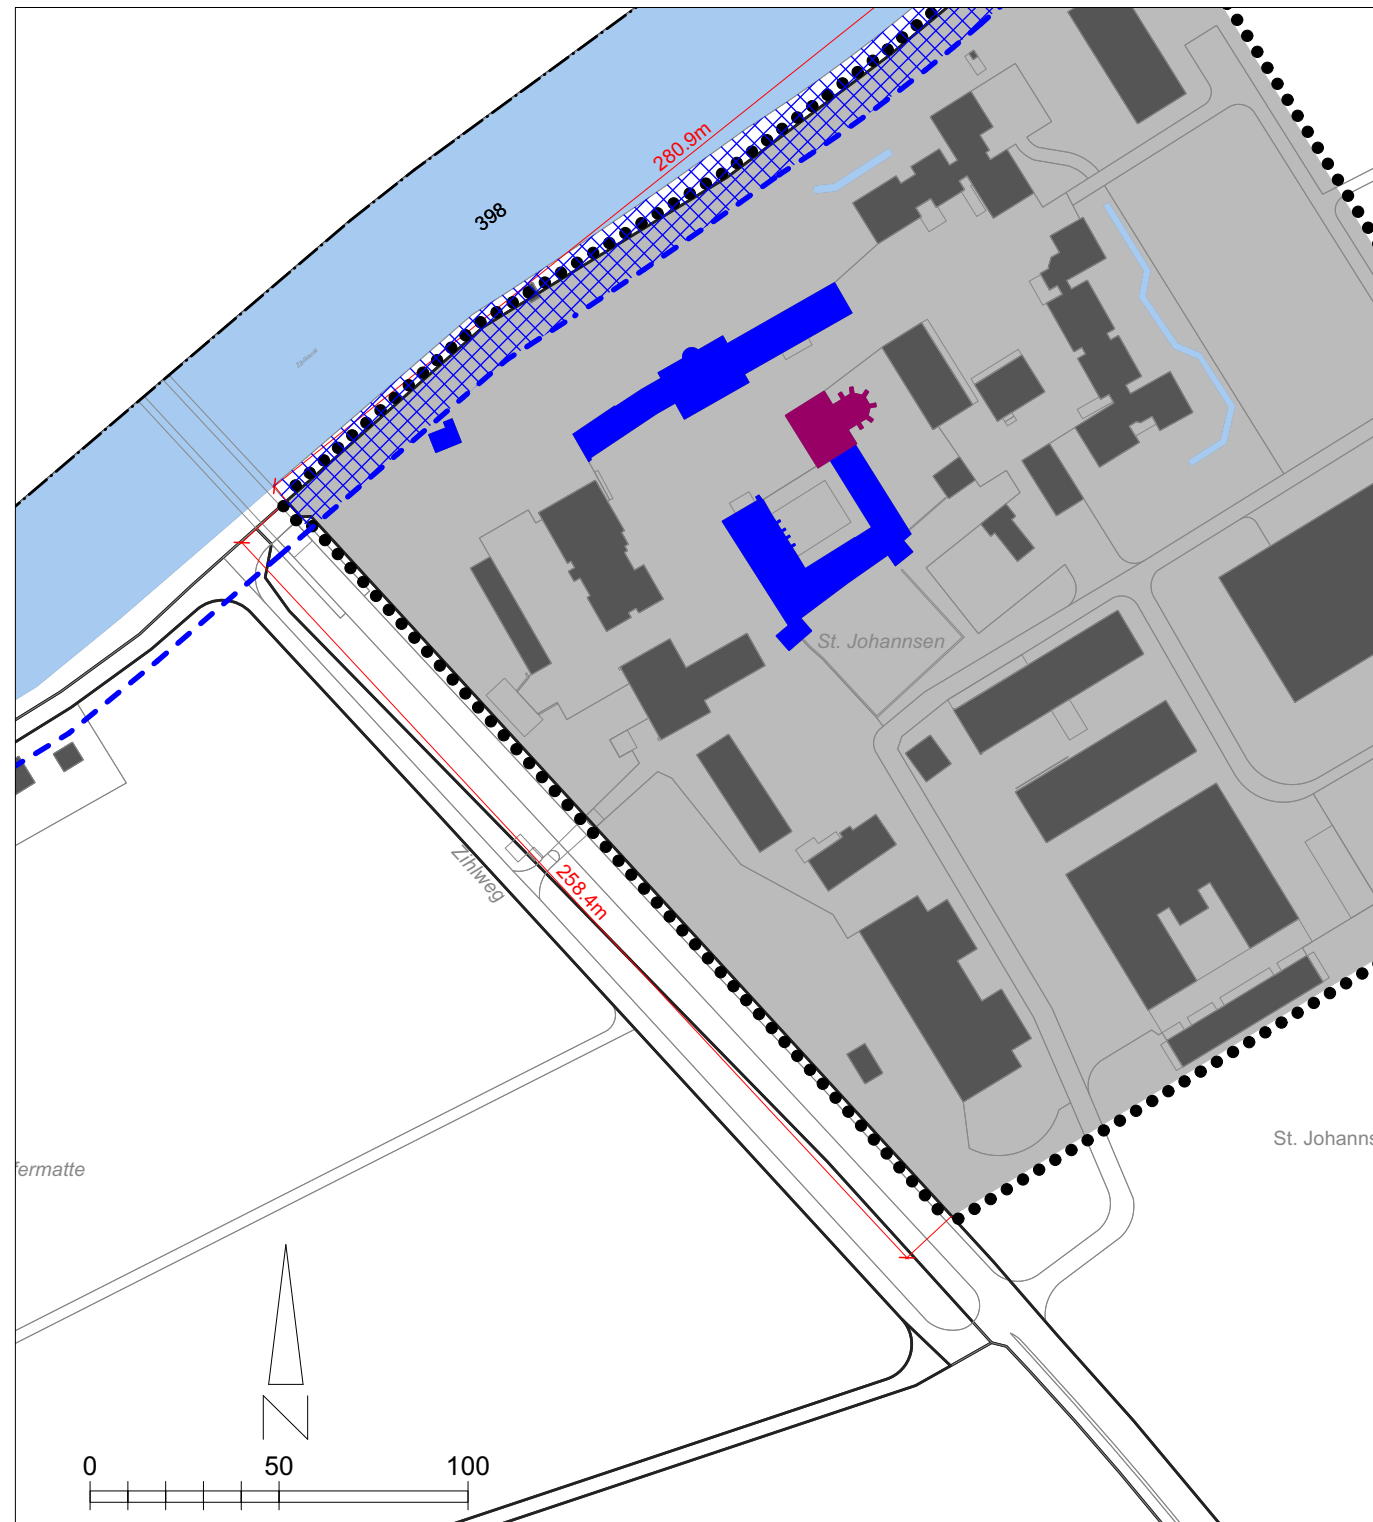 280.9m
398
St. Johannsen
Zihlweg
258.4m
St. Johanns
fermatte
N
0 50 100